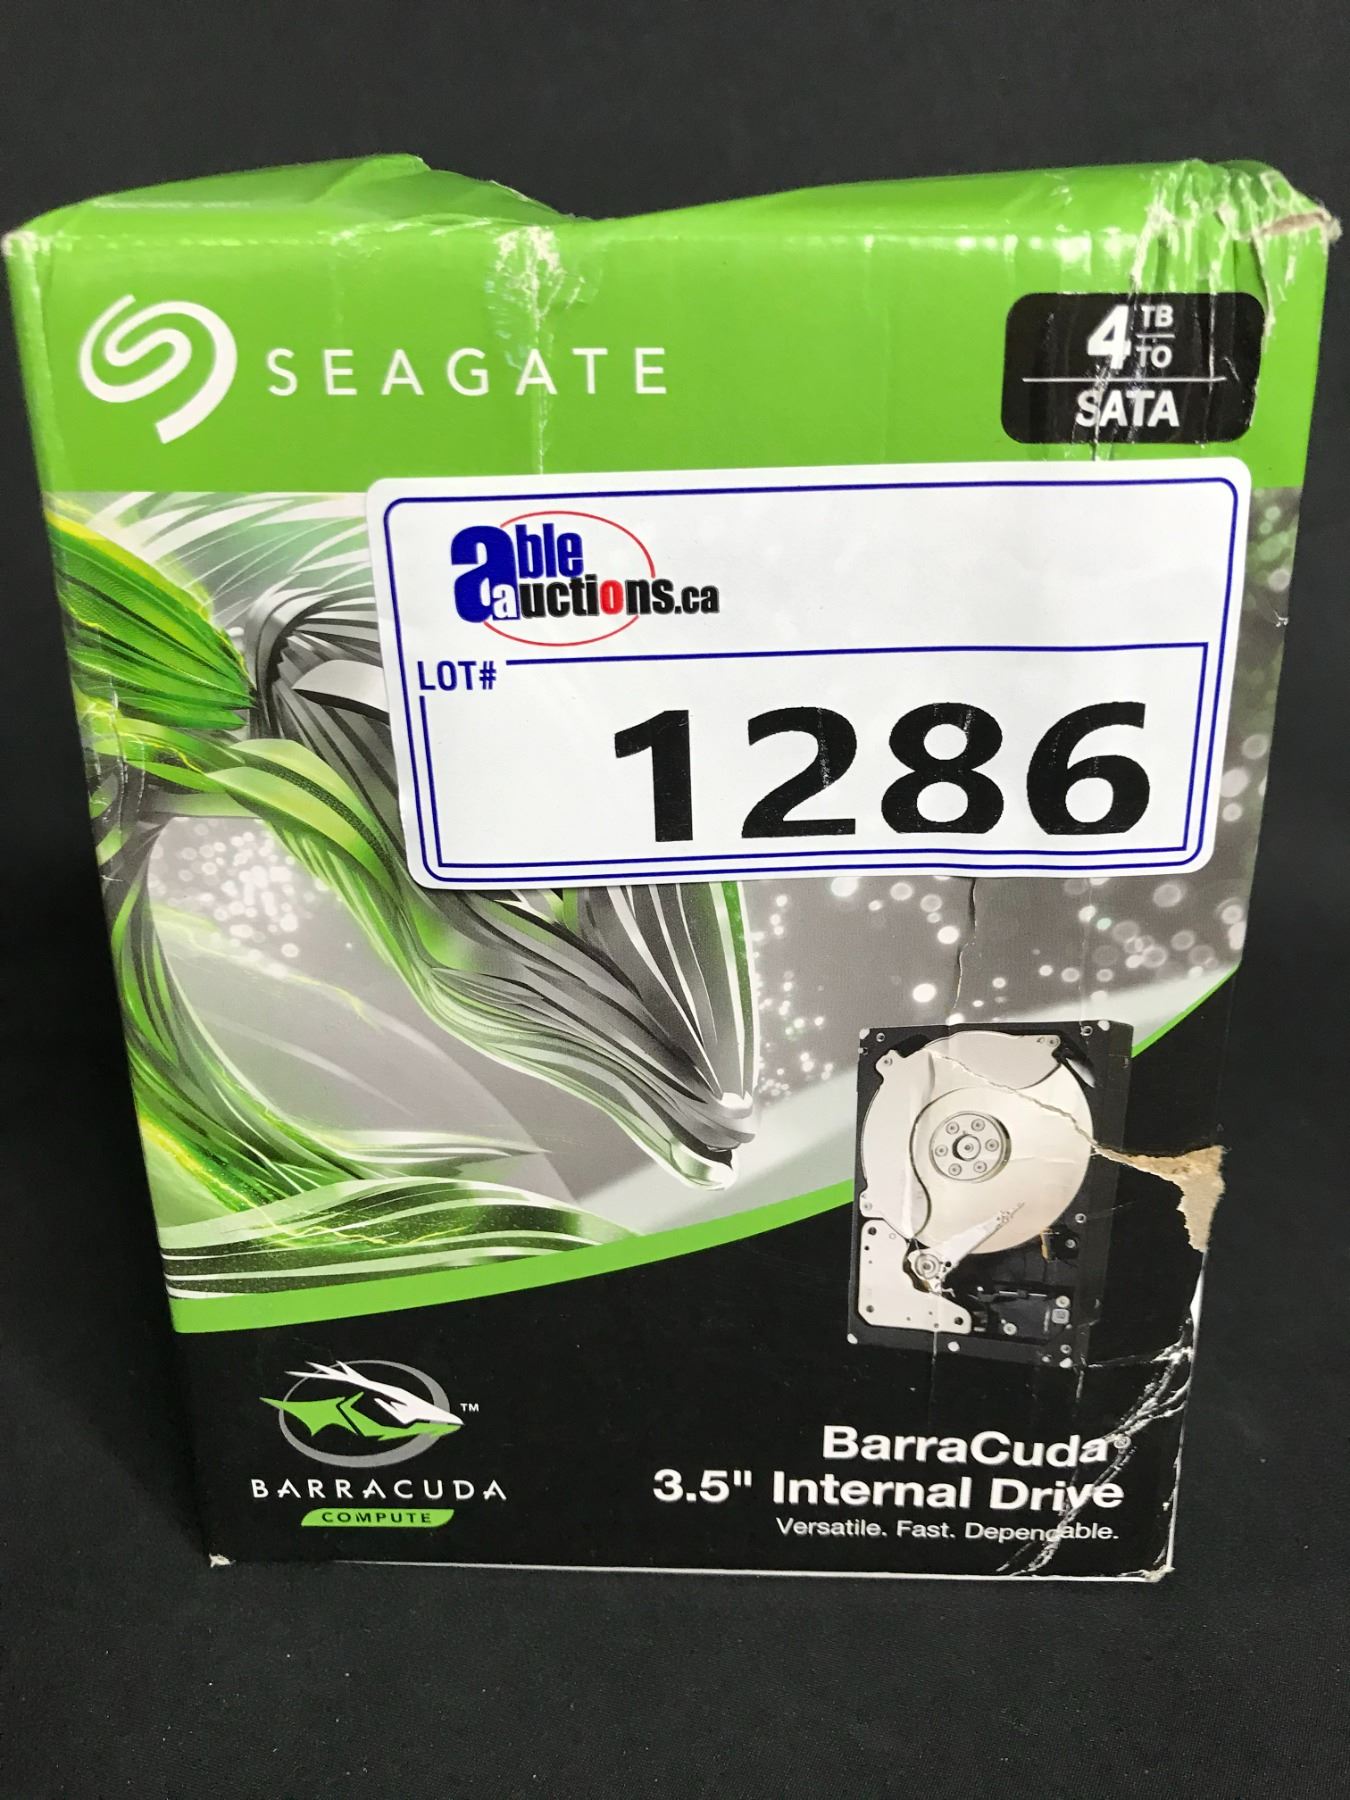 SEAGATE
4 TB
TO
SATA
able
auctions.ca
LOT#
1286
™
BARRACUDA
COMPUTE
BarraCuda®
3.5" Internal Drive
Versatile. Fast. Dependable.